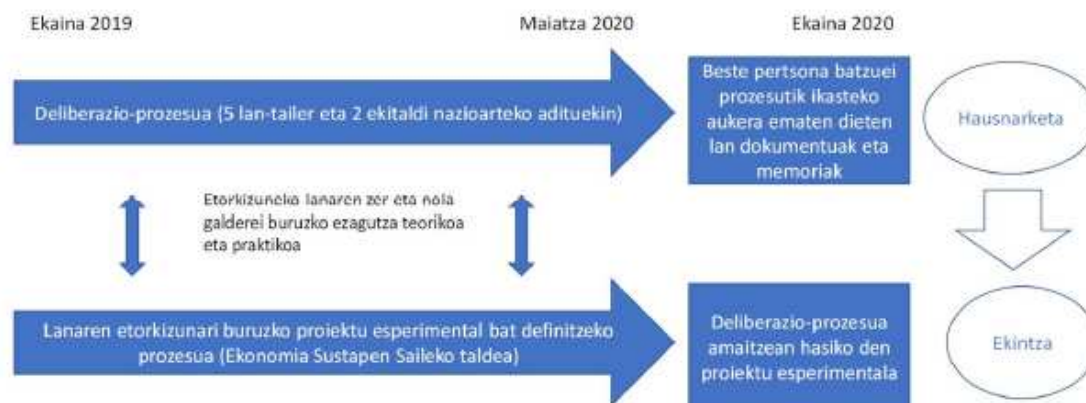 Ekaina 2019
Maiatza 2020
Ekaina 2020
Deliberazio-prozesua (5 lan-tailer eta 2 ekitaldi nazioarteko adituekin)
Beste pertsona batzuei
prozesutik ikasteko
aukera ematen dieten
lan dokumentuak eta
memoriak
Hausnarketa
Etorkizuneko lanaren zer eta nola
galderei buruzko ezagutza teorikoa
eta praktikoa
Lanaren etorkizunari buruzko proiektu esperimental bat definitzeko
prozesua (Ekonomia Sustapen Saileko taldea)
Deliberazio-prozesua
amaitzean hasiko den
proiektu esperimentala
Ekintza